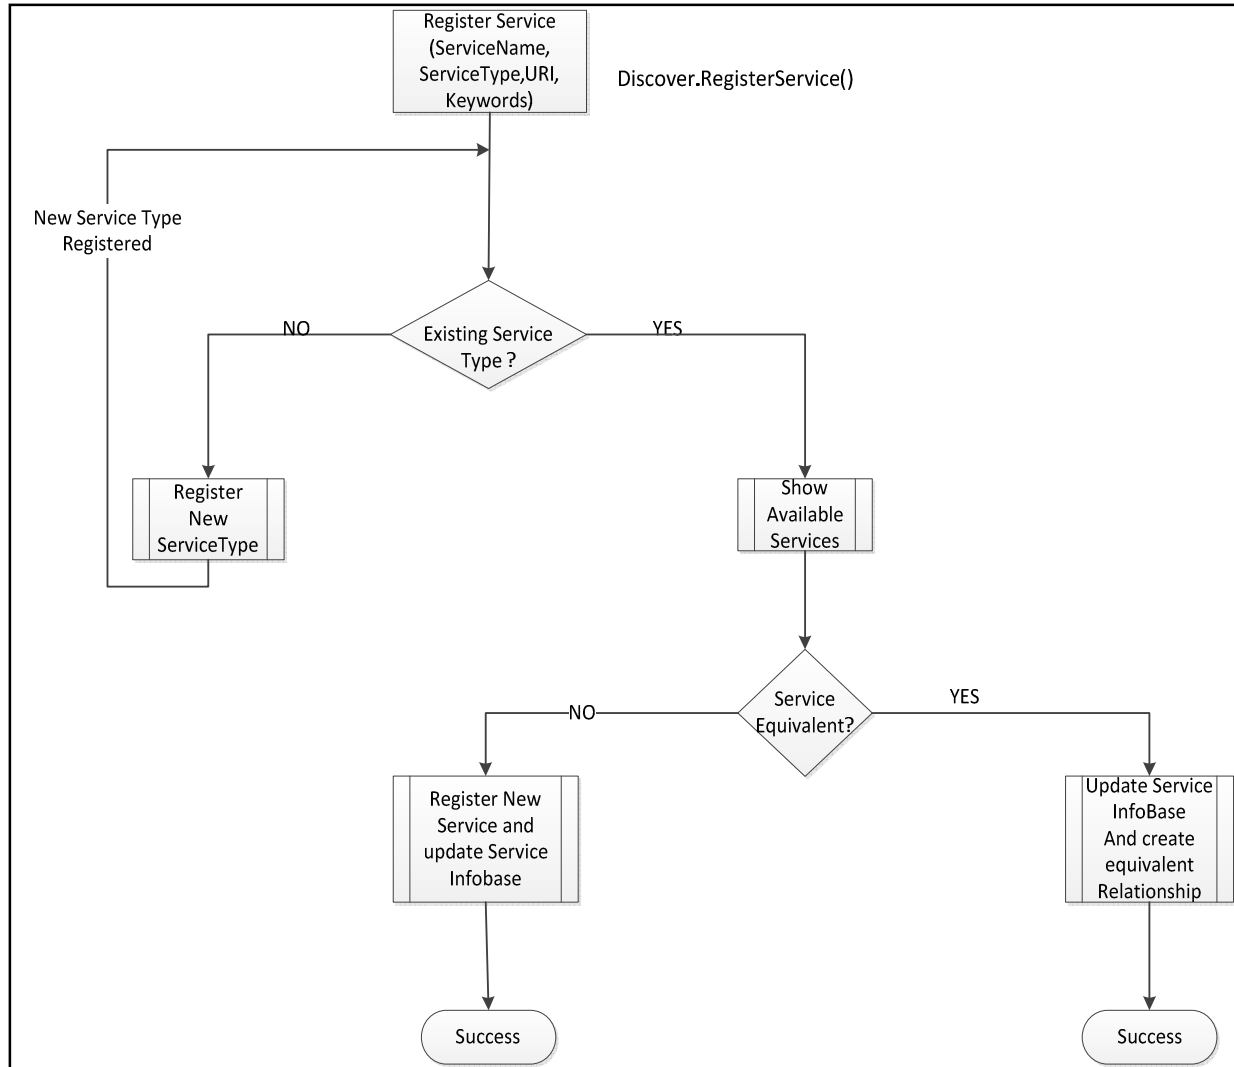 Register Service
(ServiceName,
ServiceType,URI,
Keywords)
Discover.RegisterService()
New Service Type
Registered
NO
Existing Service
Type ?
YES
Register
New
ServiceType
Show
Available
Services
NO
Service
Equivalent?
YES
Register New
Service and
update Service
Infobase
Update Service
InfoBase
And create
equivalent
Relationship
Success
Success